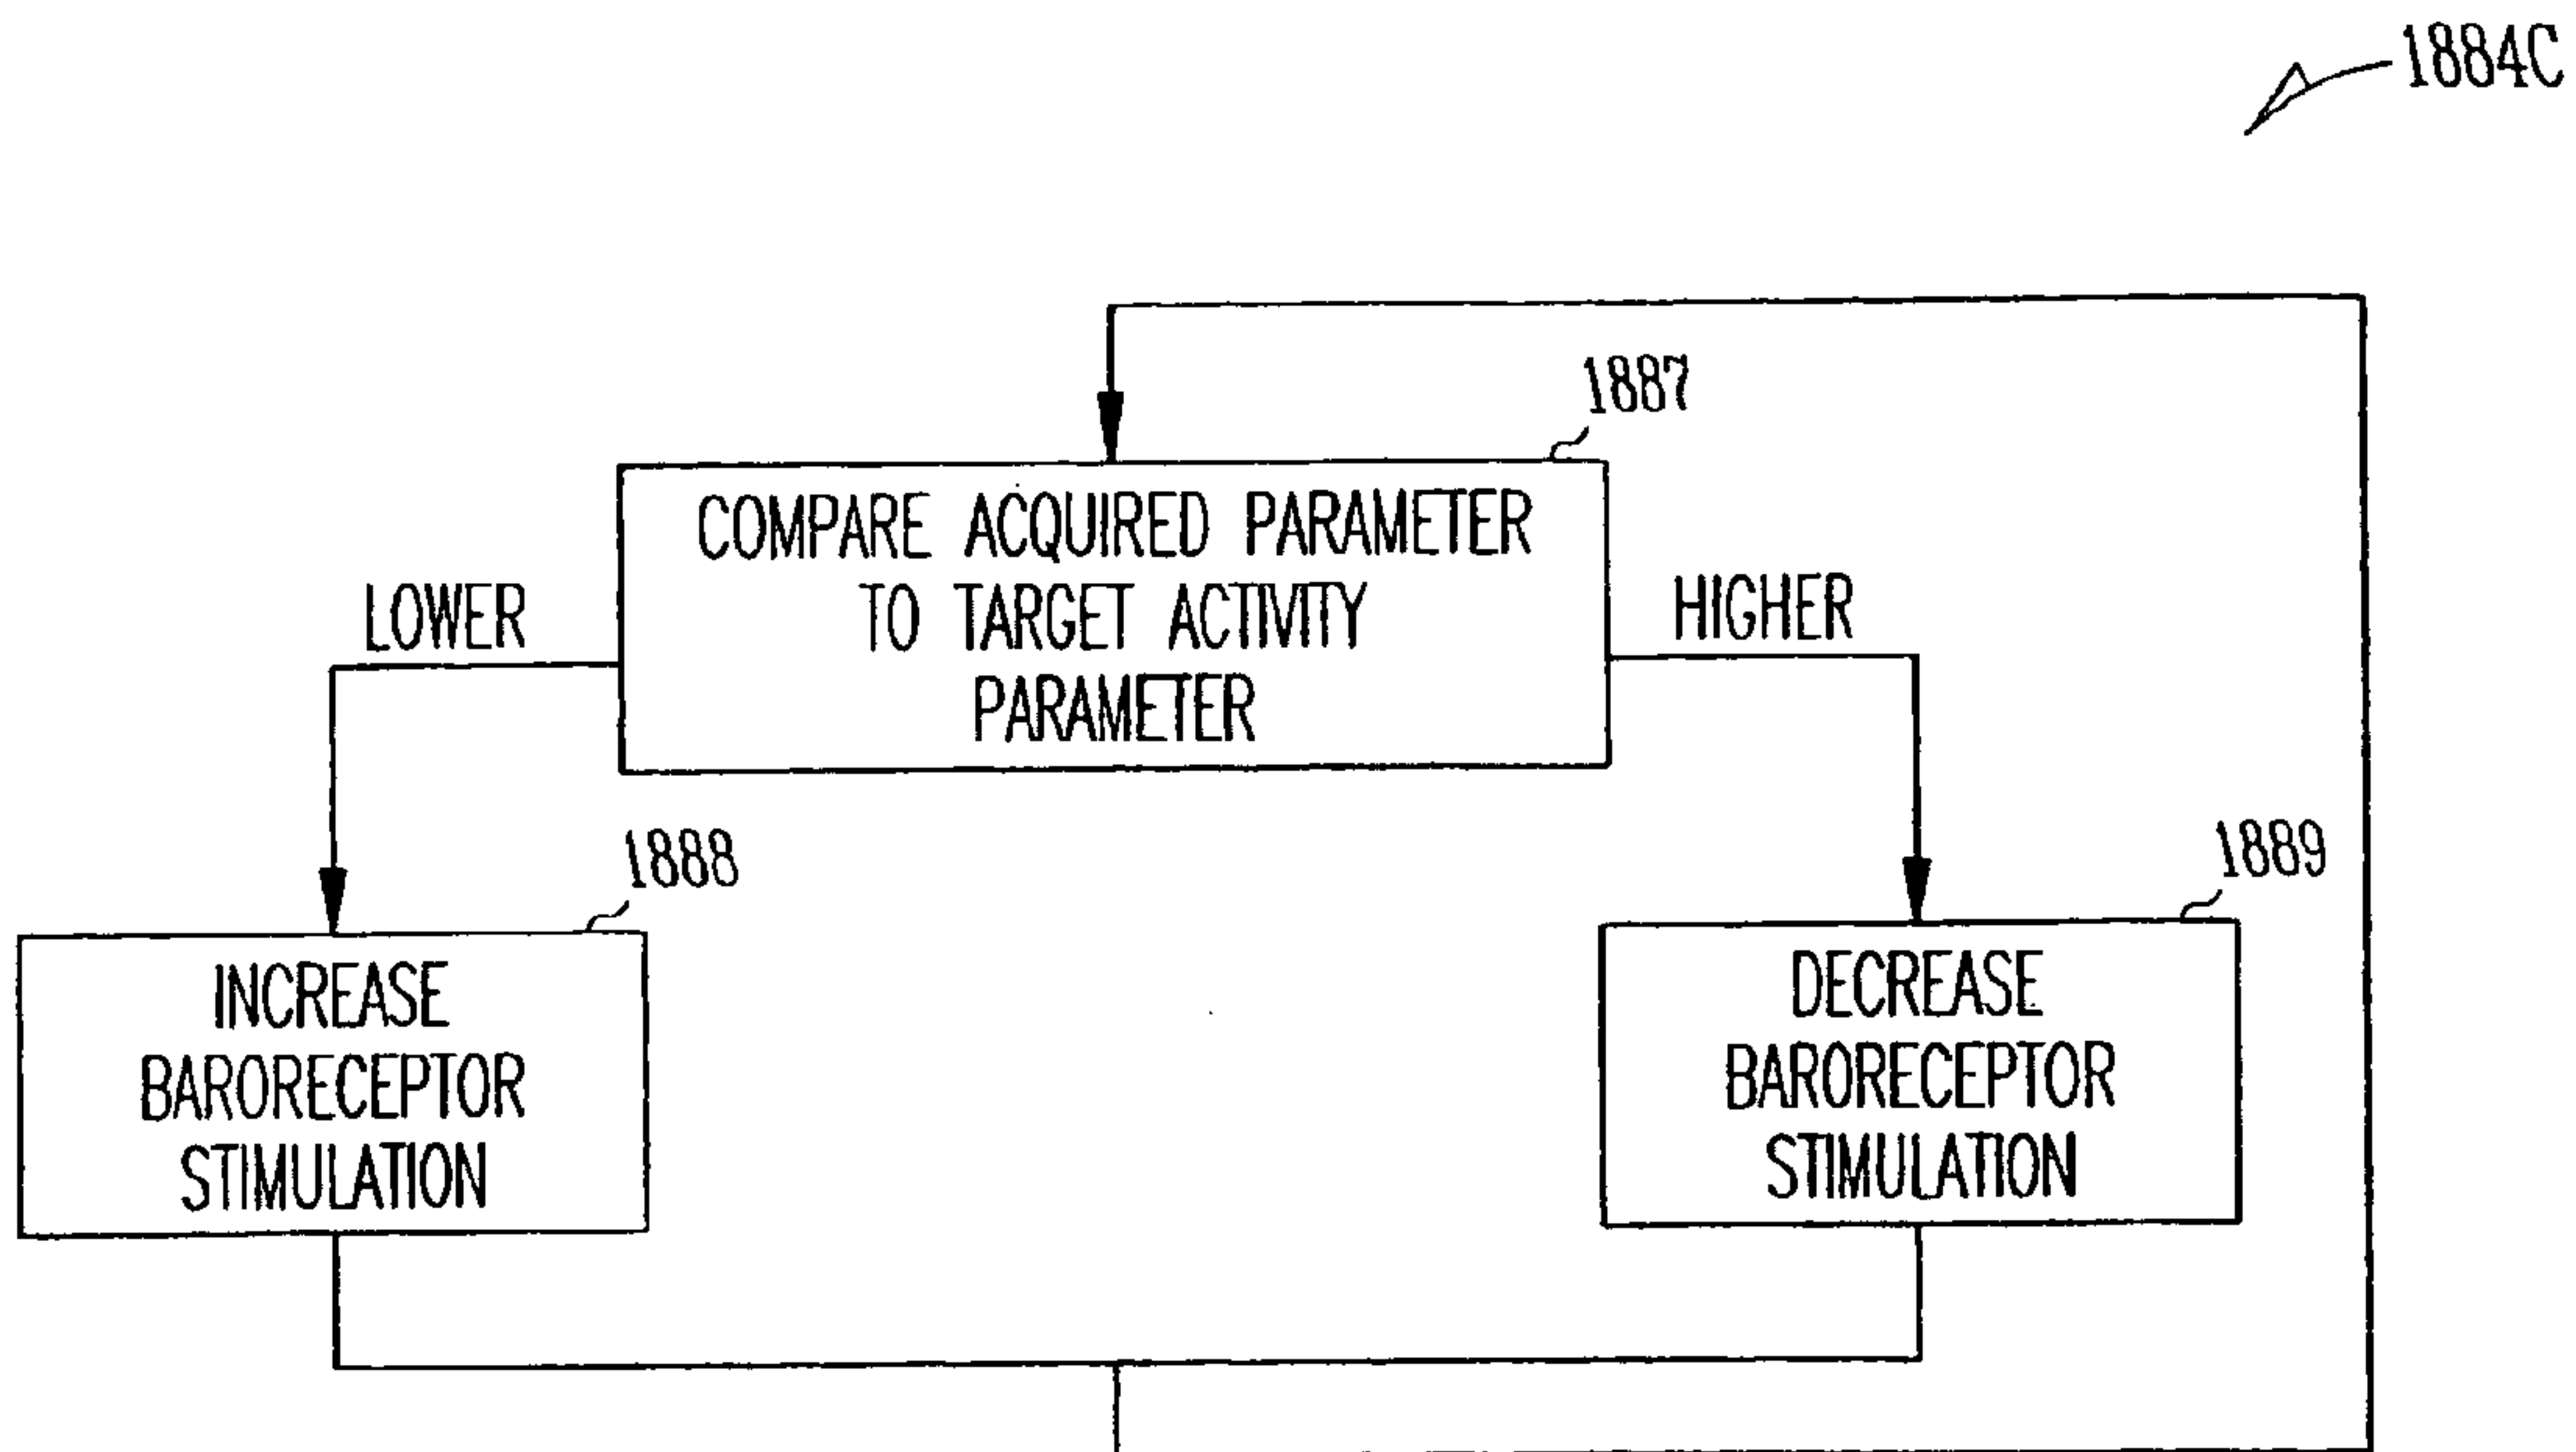 1884C
1887
COMPARE ACQUIRED PARAMETER
TO TARGET ACTIVITY
PARAMETER
LOWER
HIGHER
1888
INCREASE
BARORECEPTOR
STIMULATION
1889
DECREASE
BARORECEPTOR
STIMULATION